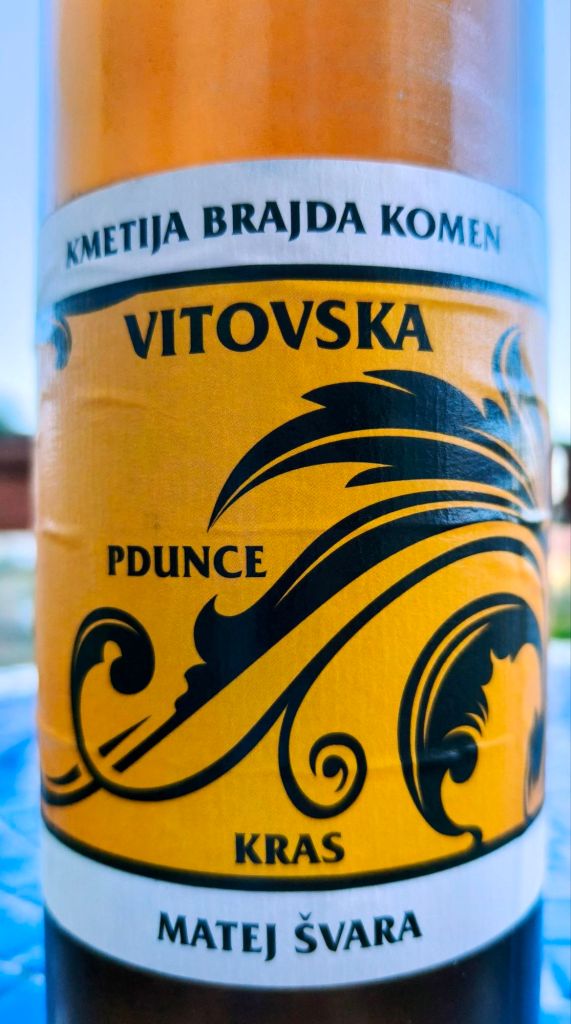 KMETIJA BRAJDA KOMEN
VITOVSKA
PDUNCE
KRAS
MATEJ ŠVARA